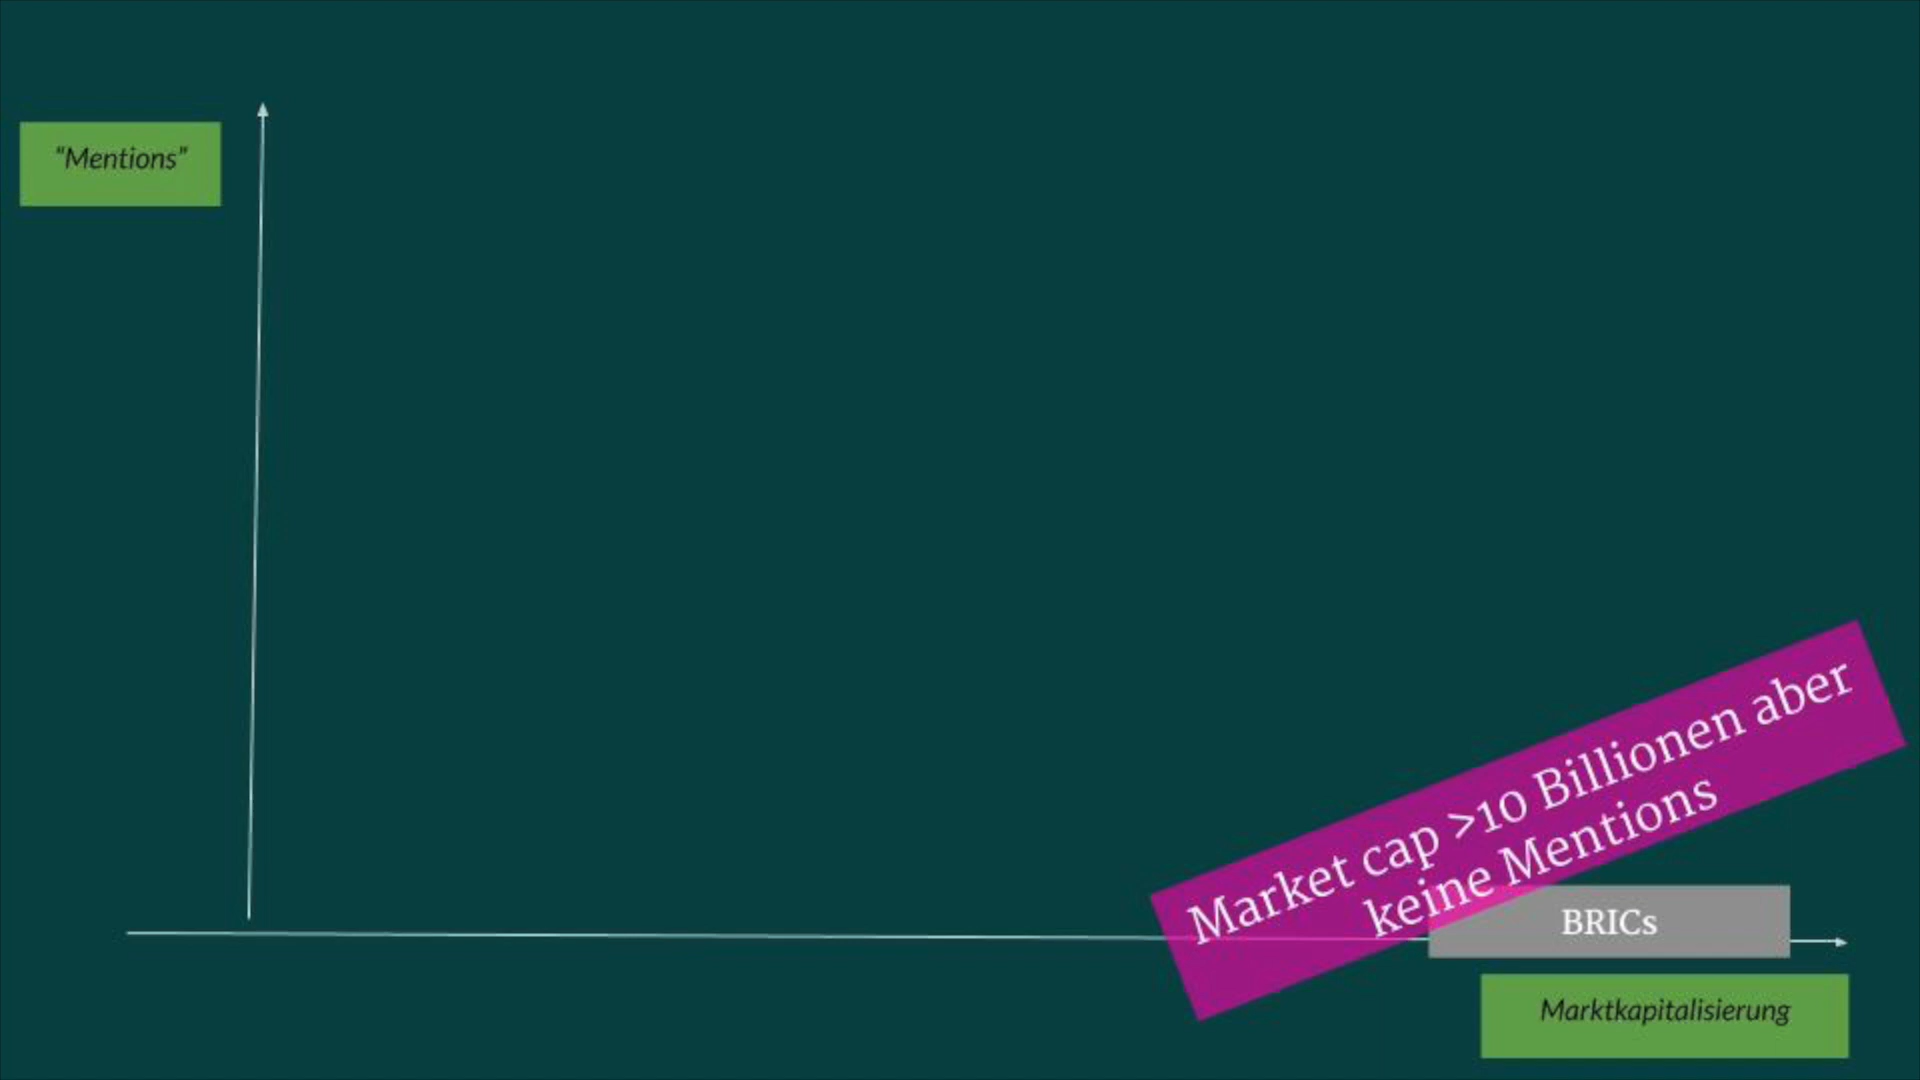 “Mentions”
Market cap >10 Billionen aber
keine Mentions
BRICs
Marktkapitalisierung